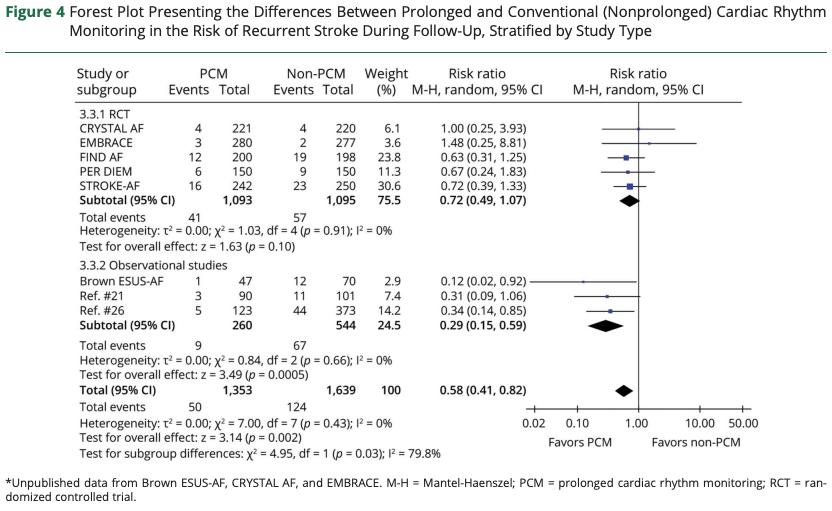 Figure 4 Forest Plot Presenting the Differences Between Prolonged and Conventional (Nonprolonged) Cardiac Rhythm
Monitoring in the Risk of Recurrent Stroke During Follow-Up, Stratified by Study Type
Study or PCM Non-PCM Weight Risk ratio Risk ratio
subgroup Events Total Events Total (%) M-H, random, 95% CI M-H, random, 95% CI
3.3.1 RCT
CRYSTAL AF 4 221 4 220 6.1 1.00 (0.25, 3.93)
EMBRACE 3 280 2 277 3.6 1.48 (0.25, 8.81)
FIND AF 12 200 19 198 23.8 0.63 (0.31, 1.25)
PER DIEM 6 150 9 150 11.3 0.67 (0.24, 1.83)
STROKE-AF 16 242 23 250 30.6 0.72 (0.39, 1.33)
Subtotal (95% CI) 1,093 1,095 75.5 0.72 (0.49, 1.07)
Total events 41 57
Heterogeneity: τ² = 0.00; χ² = 1.03, df = 4 (p = 0.91); I² = 0%
Test for overall effect: z = 1.63 (p = 0.10)
3.3.2 Observational studies
Brown ESUS-AF 1 47 12 70 2.9 0.12 (0.02, 0.92)
Ref. #21 3 90 11 101 7.4 0.31 (0.09, 1.06)
Ref. #26 5 123 44 373 14.2 0.34 (0.14, 0.85)
Subtotal (95% CI) 260 544 24.5 0.29 (0.15, 0.59)
Total events 9 67
Heterogeneity: τ² = 0.00; χ² = 0.84, df = 2 (p = 0.66); I² = 0%
Test for overall effect: z = 3.49 (p = 0.0005)
Total (95% CI) 1,353 1,639 100 0.58 (0.41, 0.82)
Total events 50 124
Heterogeneity: τ² = 0.00; χ² = 7.00, df = 7 (p = 0.43); I² = 0%
Test for overall effect: z = 3.14 (p = 0.002)
Test for subgroup differences: χ² = 4.95, df = 1 (p = 0.03); I² = 79.8%
0.02 0.10 1.00 10.00 50.00
Favors PCM Favors non-PCM
*Unpublished data from Brown ESUS-AF, CRYSTAL AF, and EMBRACE. M-H = Mantel-Haenszel; PCM = prolonged cardiac rhythm monitoring; RCT = ran-
domized controlled trial.